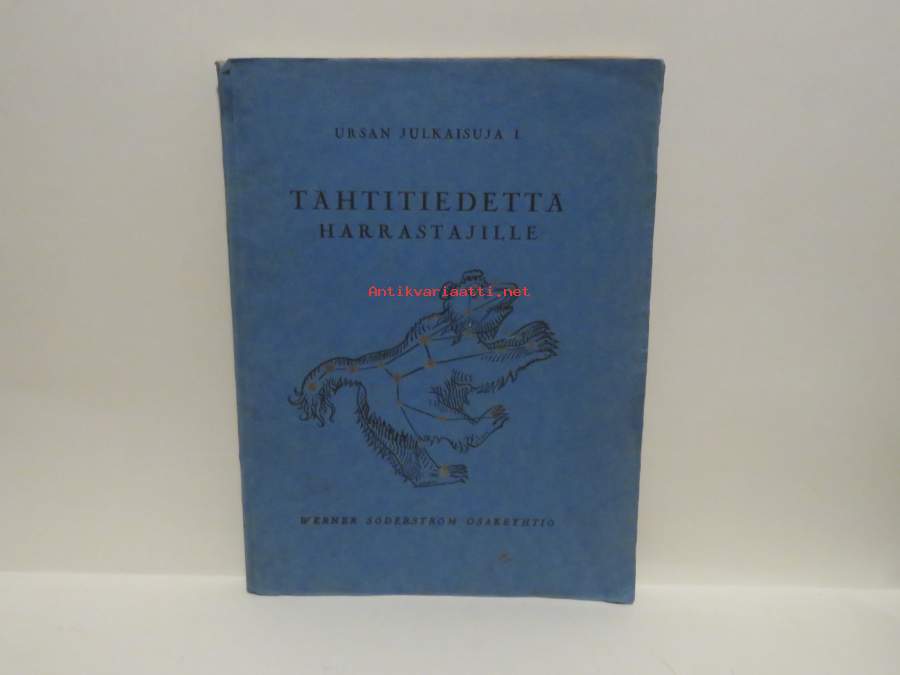 URSAN JULKAISUJA I.
TÄHTITIEDETTÄ
HARRASTAJILLE
Antikvariaatti.net
WERNER SÖDERSTRÖM OSAKEYHTIÖ